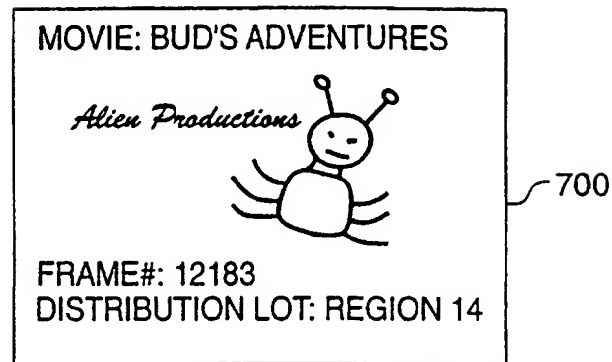 MOVIE: BUD'S ADVENTURES
Alien Productions
700
FRAME#: 12183
DISTRIBUTION LOT: REGION 14